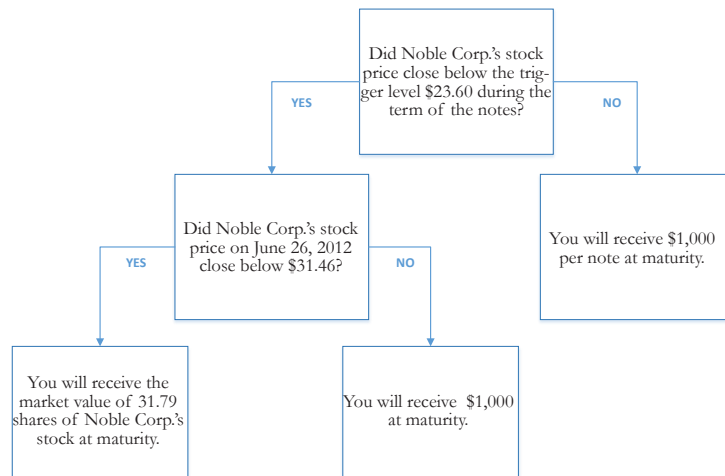 Did Noble Corp.'s stock
price close below the trig-
ger level $23.60 during the
term of the notes?
YES
NO
Did Noble Corp.'s stock
price on June 26, 2012
close below $31.46?
You will receive $1,000
per note at maturity.
YES
NO
You will receive the
market value of 31.79
shares of Noble Corp.'s
stock at maturity.
You will receive $1,000
at maturity.